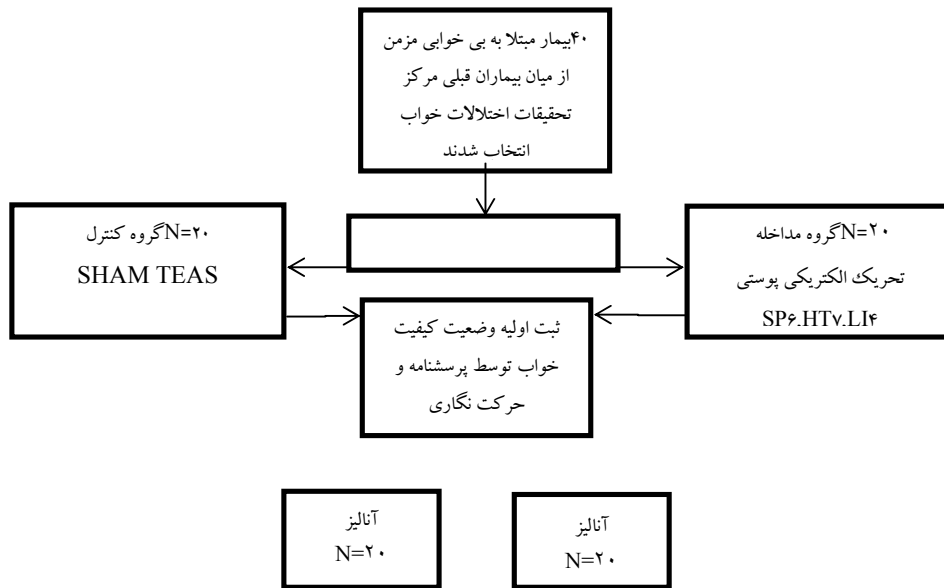 ۴۰بیمار مبتلا به بی خوابی مزمن
از میان بیماران قبلی مرکز
تحقیقات اختلالات خواب
انتخاب شدند
N=۲۰گروه مداخله
تحریک الکتریکی پوستی
SP۶.HT۷.LI۴
N=۲۰گروه کنترل
SHAM TEAS
ثبت اولیه وضعیت کیفیت
خواب توسط پرسشنامه و
حرکت نگاری
آنالیز
N=۲۰
آنالیز
N=۲۰